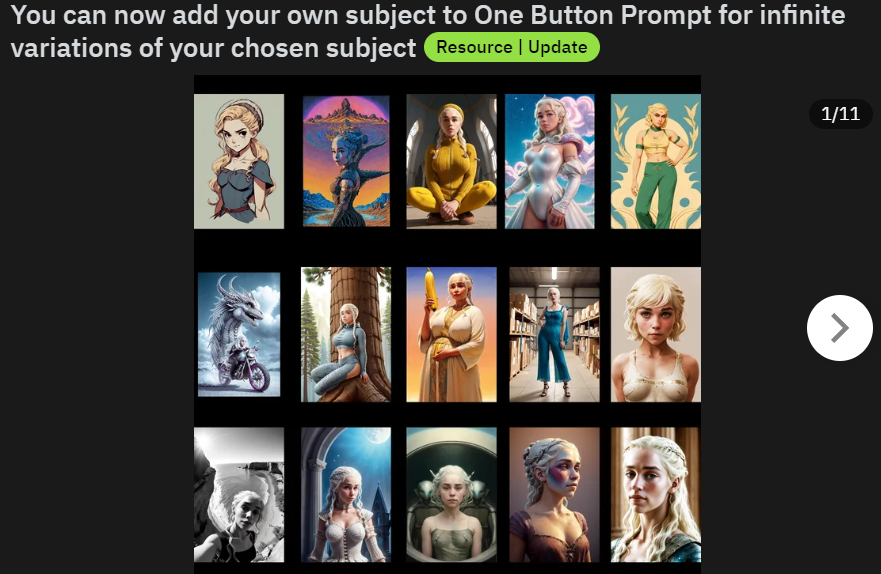 You can now add your own subject to One Button Prompt for infinite
variations of your chosen subject Resource | Update
1/11